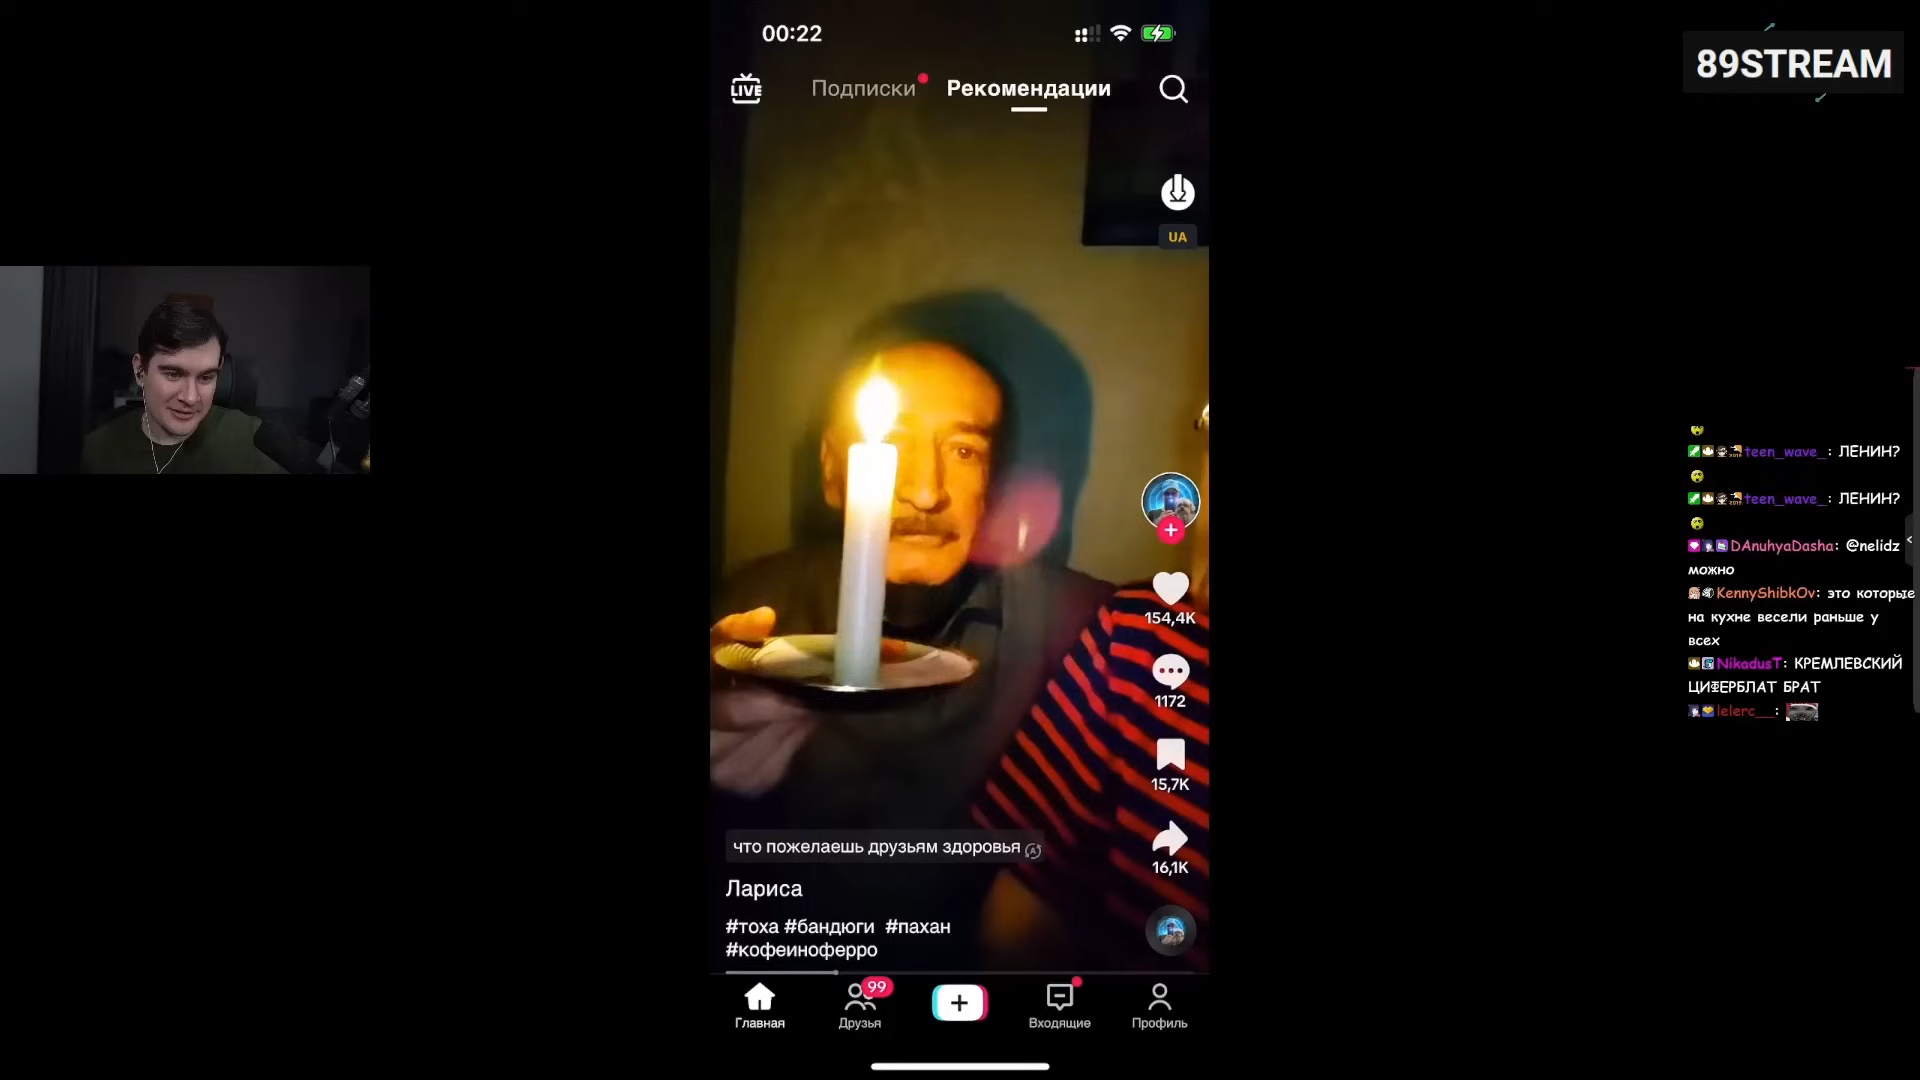 00:22
LIVE
Подписки
Рекомендации
89STREAM
UA
154,4K
1172
15,7K
16,1K
что пожелаешь друзьям здоровья
Лариса
#тоха #бандюги #пахан
#кофеиноферро
Главная
99
Друзья
Входящие
Профиль
teen_wave_: ЛЕНИН?
teen_wave_: ЛЕНИН?
DAnuhyaDasha: @nelidz
можно
KennyShibkOv: это которые
на кухне весели раньше у
всех
NikadusT: КРЕМЛЕВСКИЙ
ЦИФЕРБЛАТ БРАТ
lelerc__: